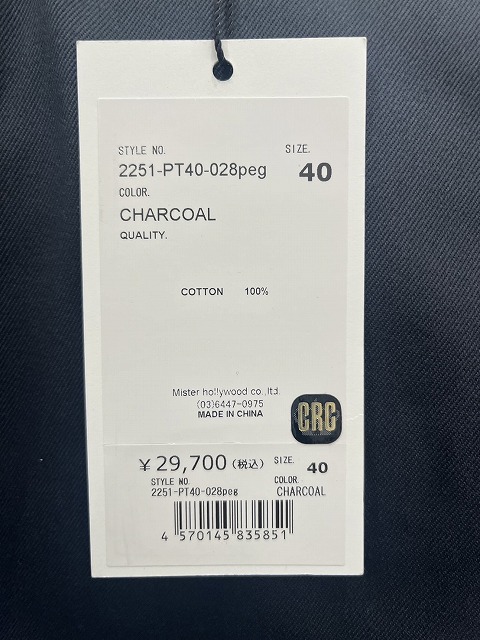 STYLE NO.
SIZE.
2251-PT40-028peg
40
COLOR.
CHARCOAL
QUALITY.
COTTON 100%
Mister hollywood co.,ltd.
(03)6447-0975
MADE IN CHINA
CRC
¥29,700(税込)
SIZE.
40
STYLE NO.
COLOR.
2251-PT40-028peg
CHARCOAL
4 570145 835851